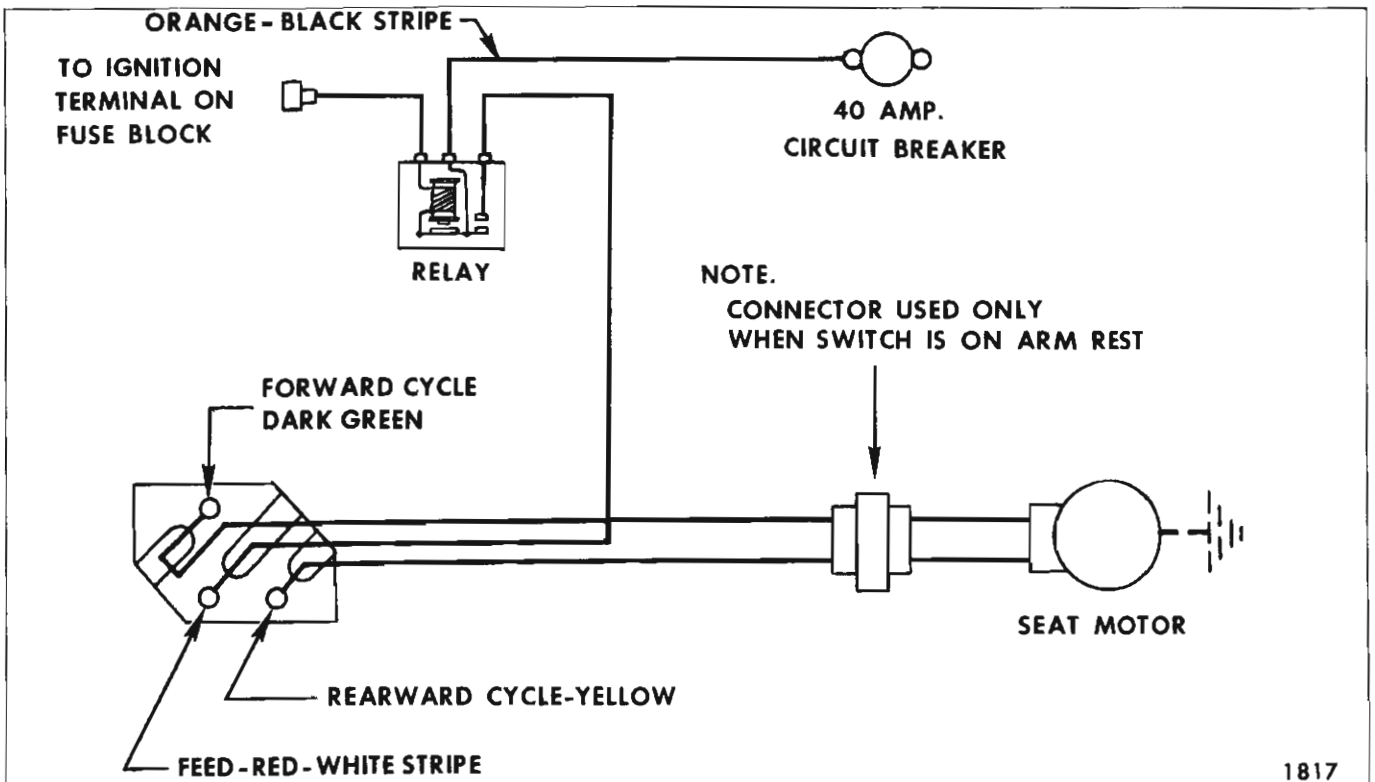 ORANGE-BLACK STRIPE
TO IGNITION
TERMINAL ON
FUSE BLOCK
40 AMP.
CIRCUIT BREAKER
RELAY
NOTE.
CONNECTOR USED ONLY
WHEN SWITCH IS ON ARM REST
FORWARD CYCLE
DARK GREEN
SEAT MOTOR
REARWARD CYCLE-YELLOW
FEED-RED-WHITE STRIPE
1817